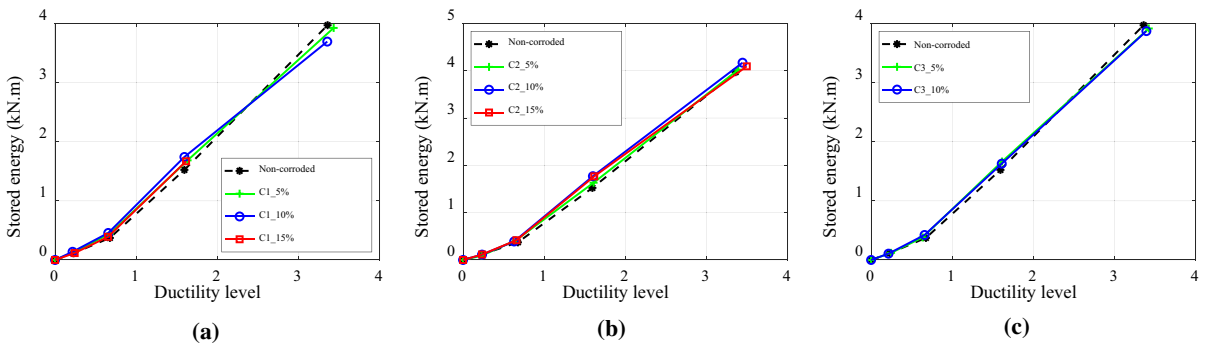 4
3
2
1
0
Stored energy (kN.m)
Non-corroded
C1_5%
C1_10%
C1_15%
0 1 2 3 4
Ductility level
(a)
5
4
3
2
1
0
Stored energy (kN.m)
Non-corroded
C2_5%
C2_10%
C2_15%
0 1 2 3 4
Ductility level
(b)
4
3
2
1
0
Stored energy (kN.m)
Non-corroded
C3_5%
C3_10%
0 1 2 3 4
Ductility level
(c)